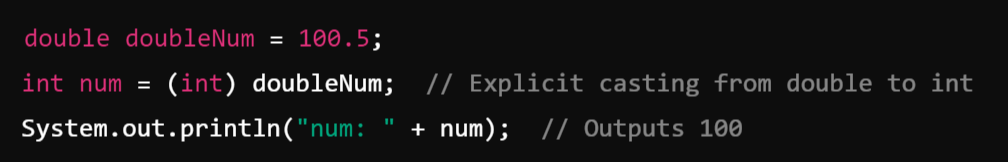 double doubleNum = 100.5;
int num = (int) doubleNum;  // Explicit casting from double to int
System.out.println("num: " + num);  // Outputs 100